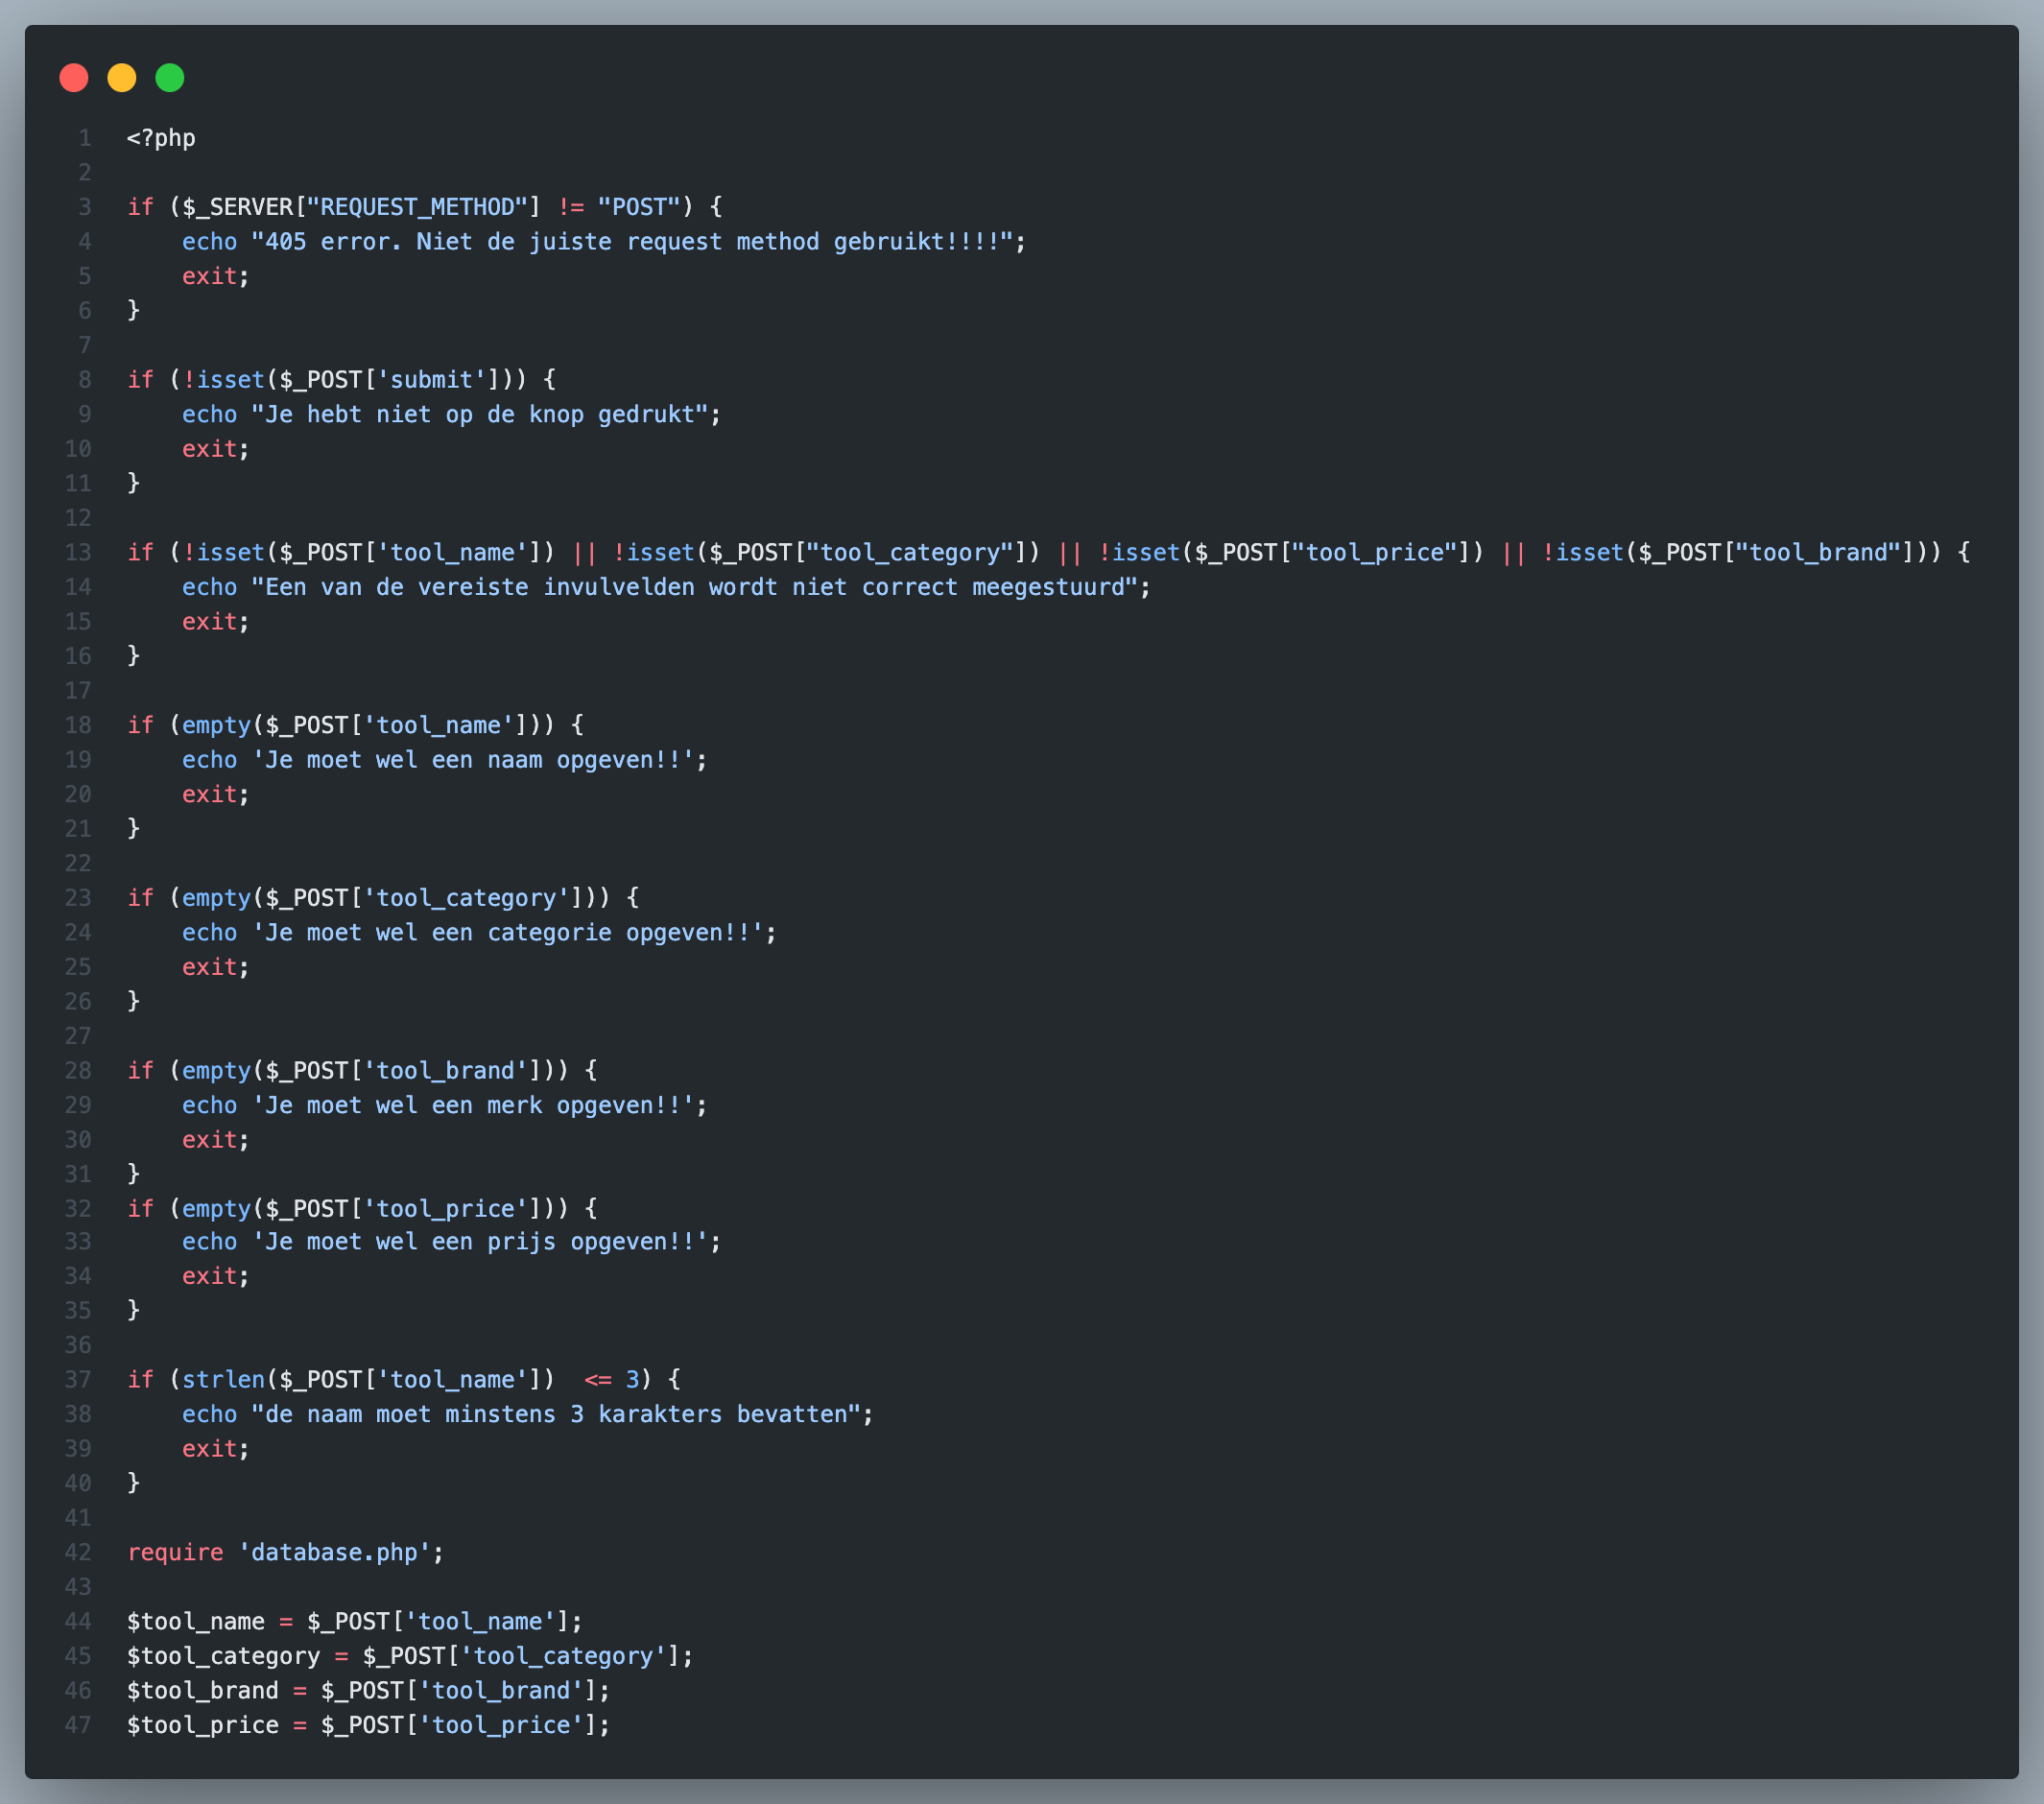 1 <?php
2
3 if ($_SERVER["REQUEST_METHOD"] != "POST") {
4     echo "405 error. Niet de juiste request method gebruikt!!!!";
5     exit;
6 }
7
8 if (!isset($_POST['submit'])) {
9     echo "Je hebt niet op de knop gedrukt";
10     exit;
11 }
12
13 if (!isset($_POST['tool_name']) || !isset($_POST["tool_category"]) || !isset($_POST["tool_price"]) || !isset($_POST["tool_brand"])) {
14     echo "Een van de vereiste invulvelden wordt niet correct meegestuurd";
15     exit;
16 }
17
18 if (empty($_POST['tool_name'])) {
19     echo 'Je moet wel een naam opgeven!!';
20     exit;
21 }
22
23 if (empty($_POST['tool_category'])) {
24     echo 'Je moet wel een categorie opgeven!!';
25     exit;
26 }
27
28 if (empty($_POST['tool_brand'])) {
29     echo 'Je moet wel een merk opgeven!!';
30     exit;
31 }
32 if (empty($_POST['tool_price'])) {
33     echo 'Je moet wel een prijs opgeven!!';
34     exit;
35 }
36
37 if (strlen($_POST['tool_name'])  <= 3) {
38     echo "de naam moet minstens 3 karakters bevatten";
39     exit;
40 }
41
42 require 'database.php';
43
44 $tool_name = $_POST['tool_name'];
45 $tool_category = $_POST['tool_category'];
46 $tool_brand = $_POST['tool_brand'];
47 $tool_price = $_POST['tool_price'];